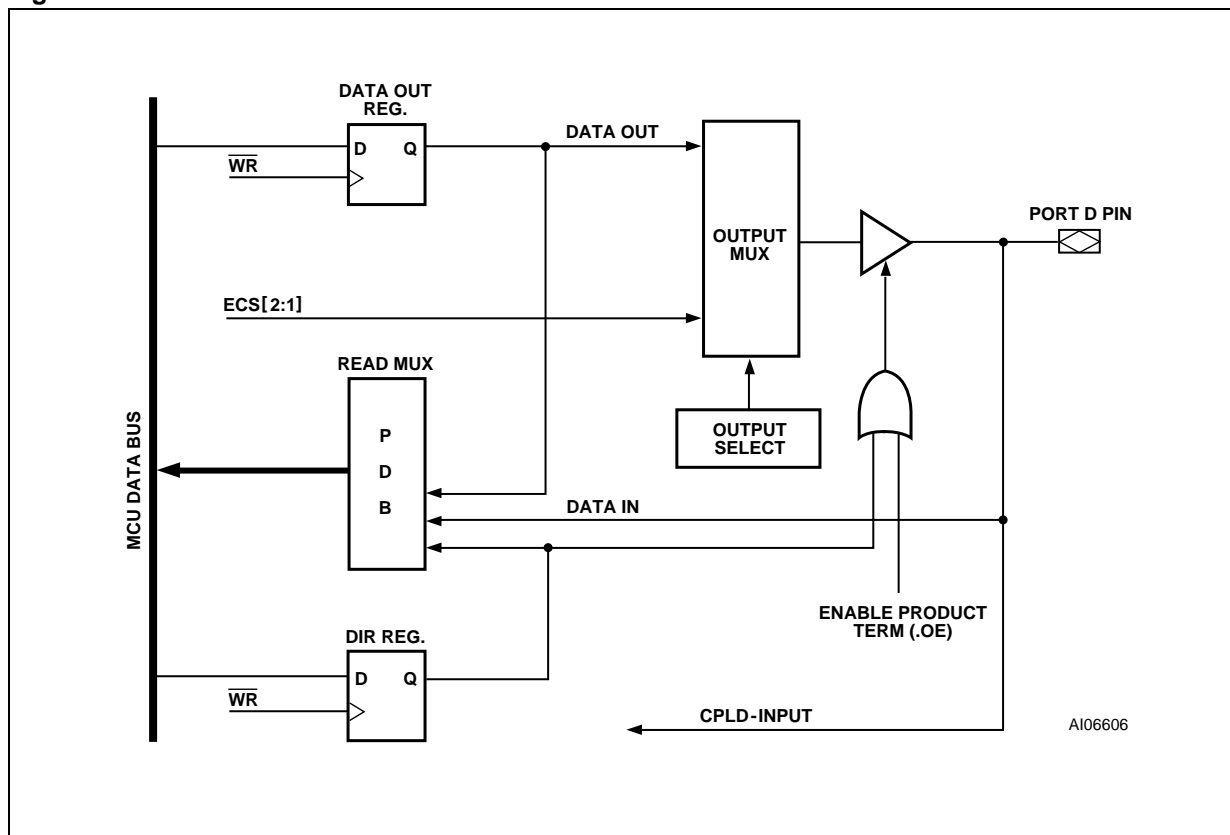 DATA OUT
REG.
D Q
WR
DATA OUT
OUTPUT
MUX
PORT D PIN
ECS[2:1]
READ MUX
P
D
B
OUTPUT
SELECT
MCU DATA BUS
DATA IN
ENABLE PRODUCT
TERM (.OE)
DIR REG.
D Q
WR
CPLD-INPUT
AI06606